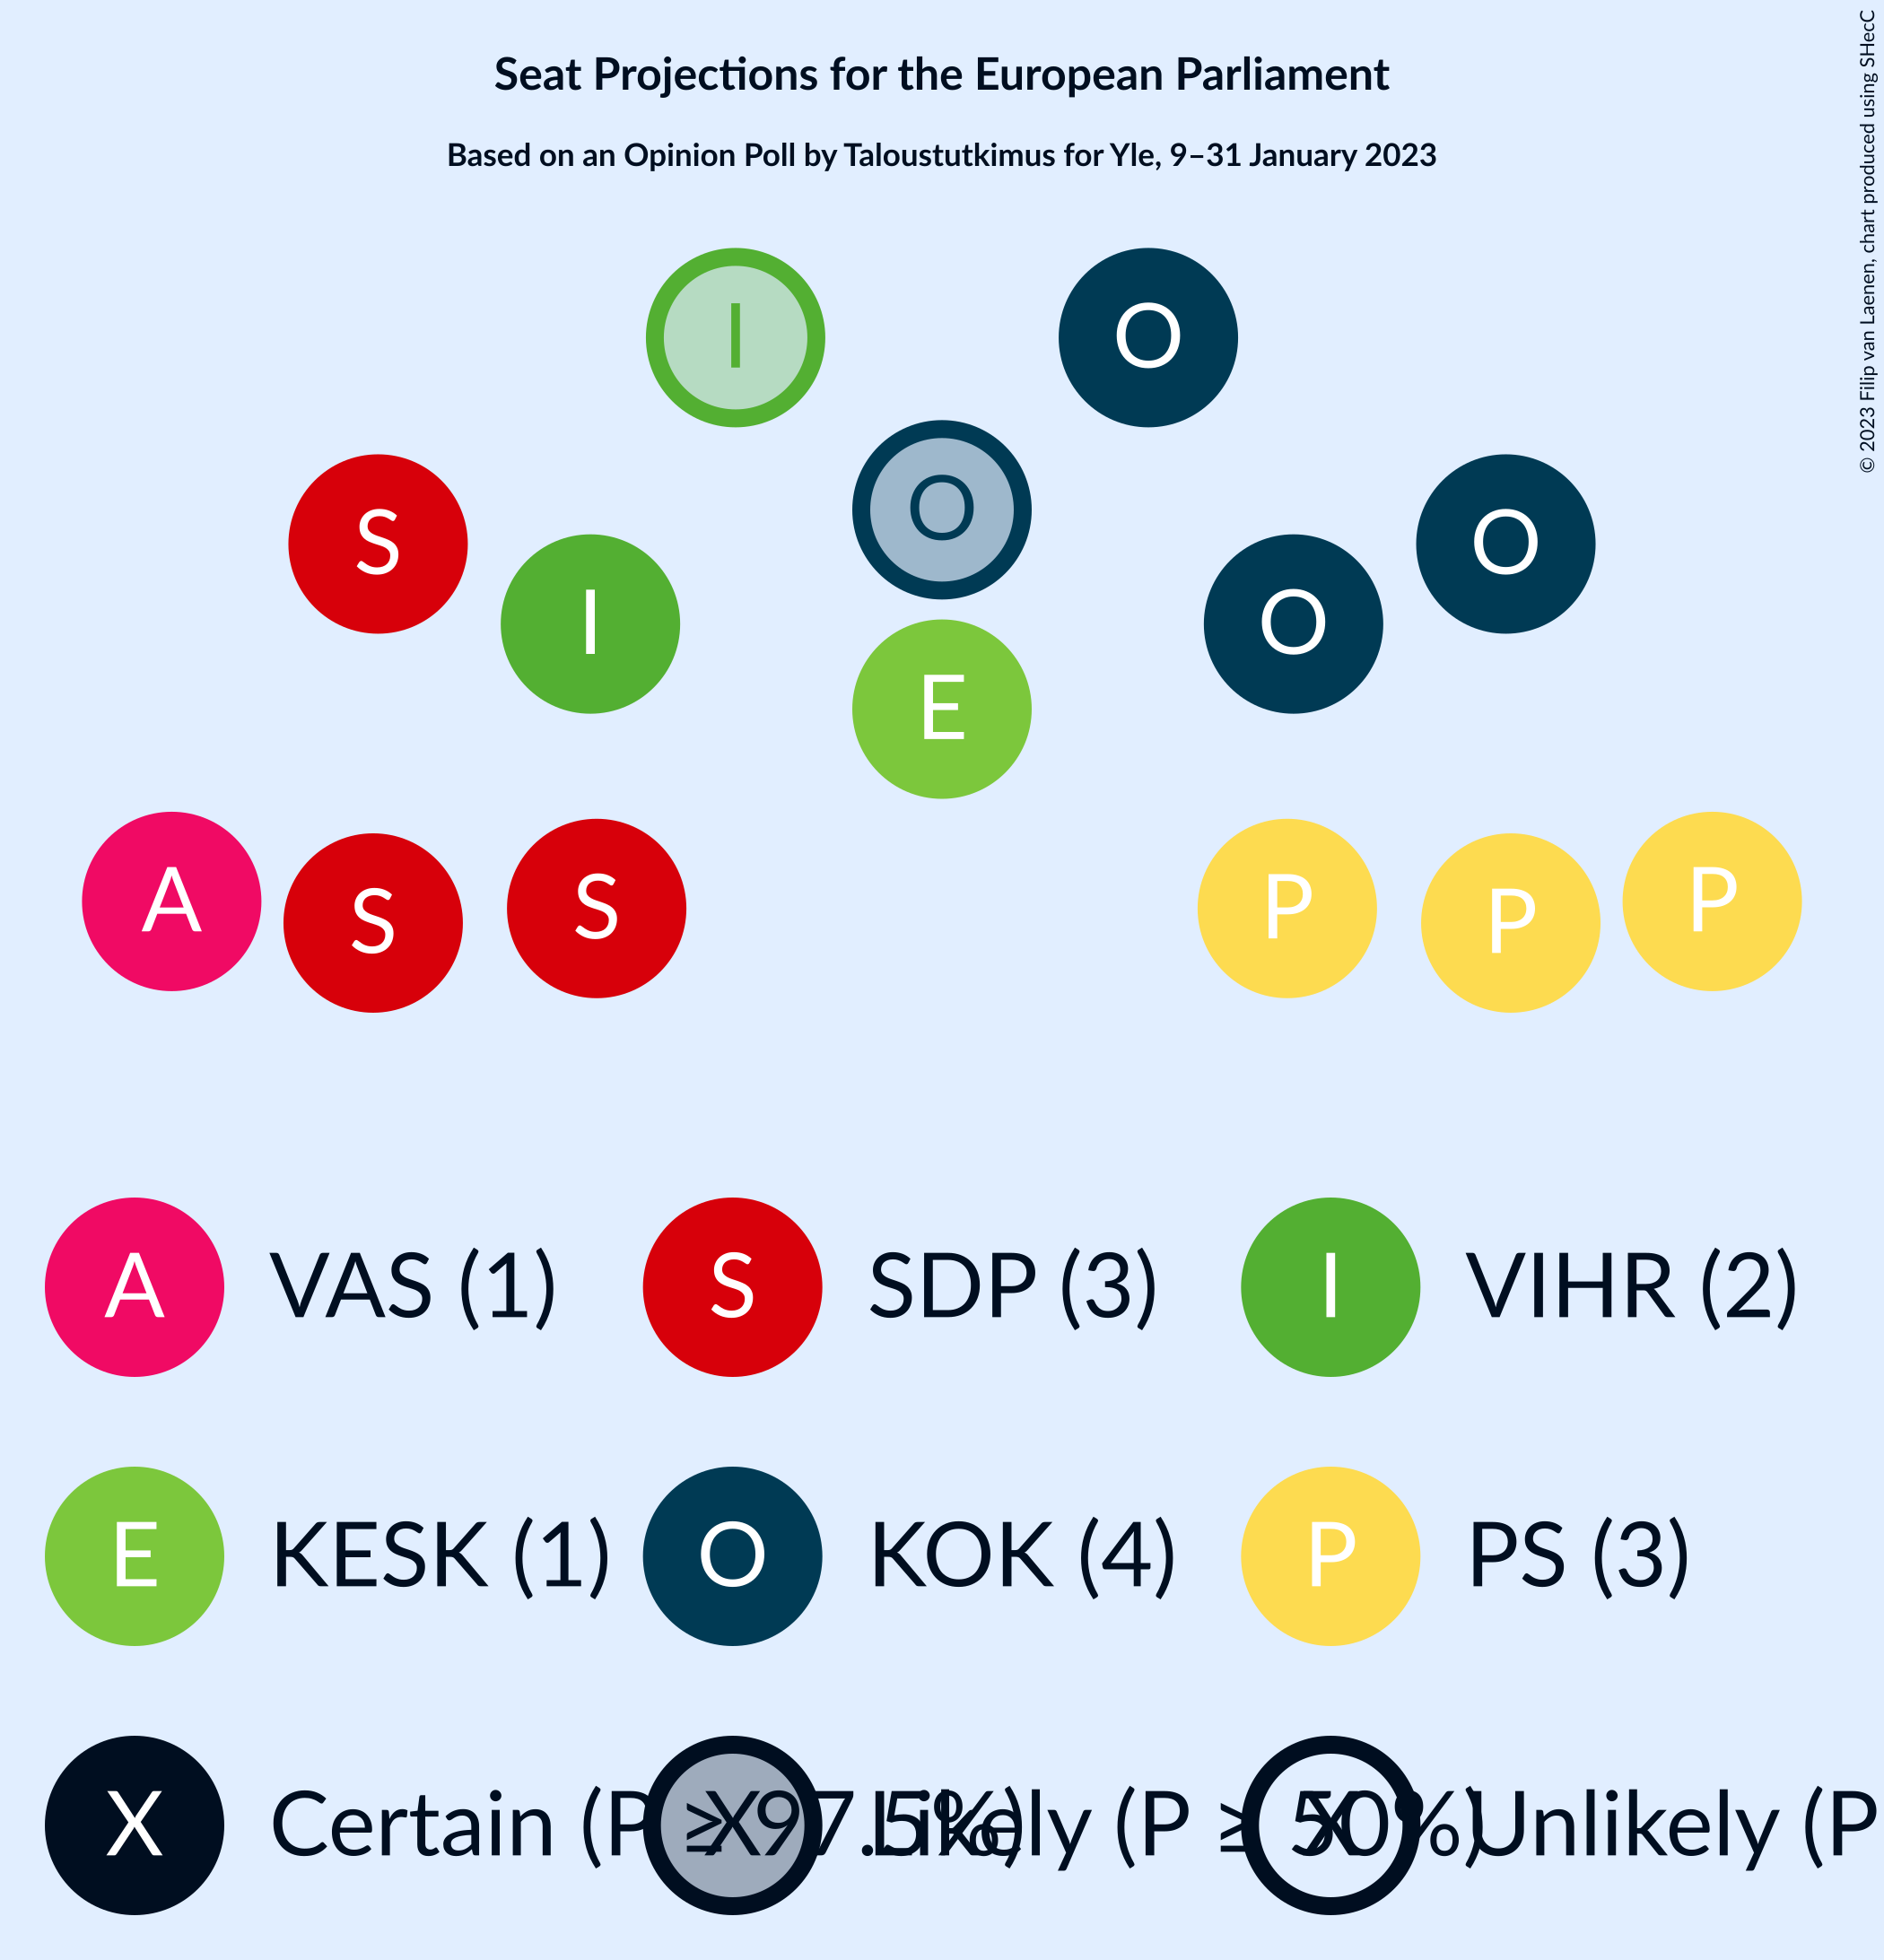 Seat Projections for the European Parliament
Based on an Opinion Poll by Taloustutkimus for Yle, 9–31 January 2023
© 2023 Filip van Laenen, chart produced using SHecC
I O
O
S O
I O
E
A P
S S P P
A VAS (1) S SDP (3) I VIHR (2)
E KESK (1) O KOK (4) P PS (3)
X Certain (P ≥ 97.5%) X Likely (P ≥ 50%) X Unlikely (P